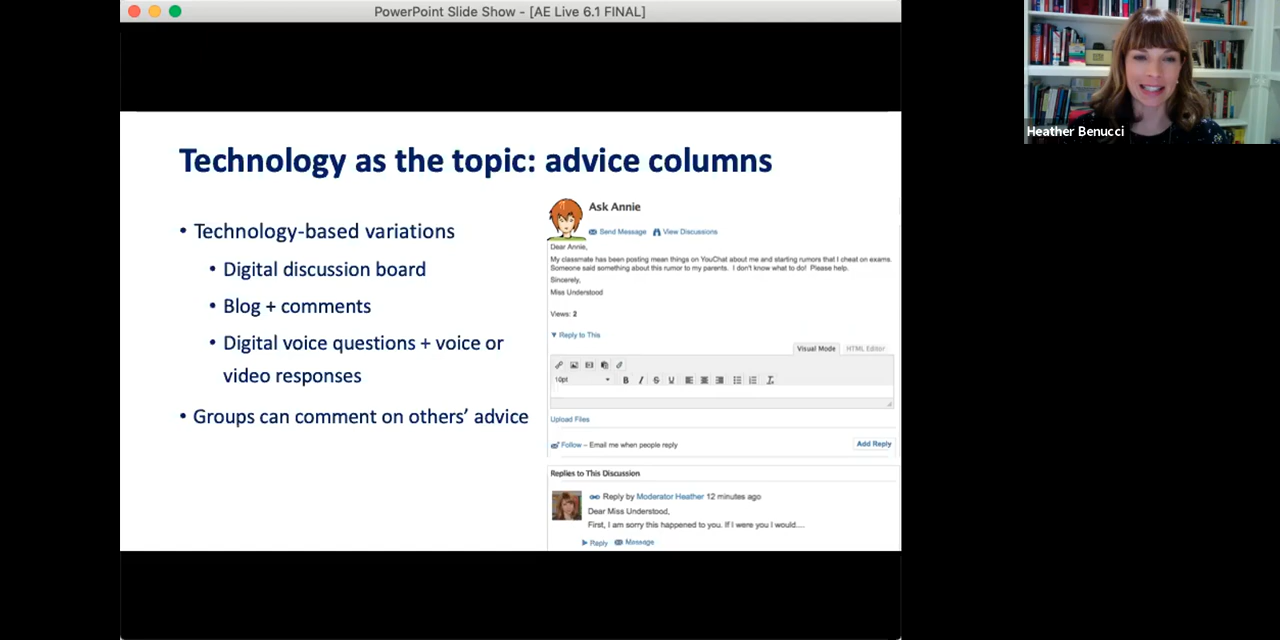 PowerPoint Slide Show - [AE Live 6.1 FINAL]
Heather Benucci
Technology as the topic: advice columns
• Technology-based variations
• Digital discussion board
• Blog + comments
• Digital voice questions + voice or
video responses
• Groups can comment on others’ advice
Ask Annie
Send Message View Discussions
Dear Annie,
My classmate has been posting mean things on YouChat about me and starting rumors that I cheat on exams.
Someone said something about this rumor to my parents. I don't know what to do! Please help.
Sincerely,
Miss Understood
Views: 2
▼ Reply to This
Visual Mode HTML Editor
10pt B I S U
Upload Files
Follow – Email me when people reply
Add Reply
Replies to This Discussion
Reply by Moderator Heather 12 minutes ago
Dear Miss Understood,
First, I am sorry this happened to you. If I were you I would....
▶ Reply Message